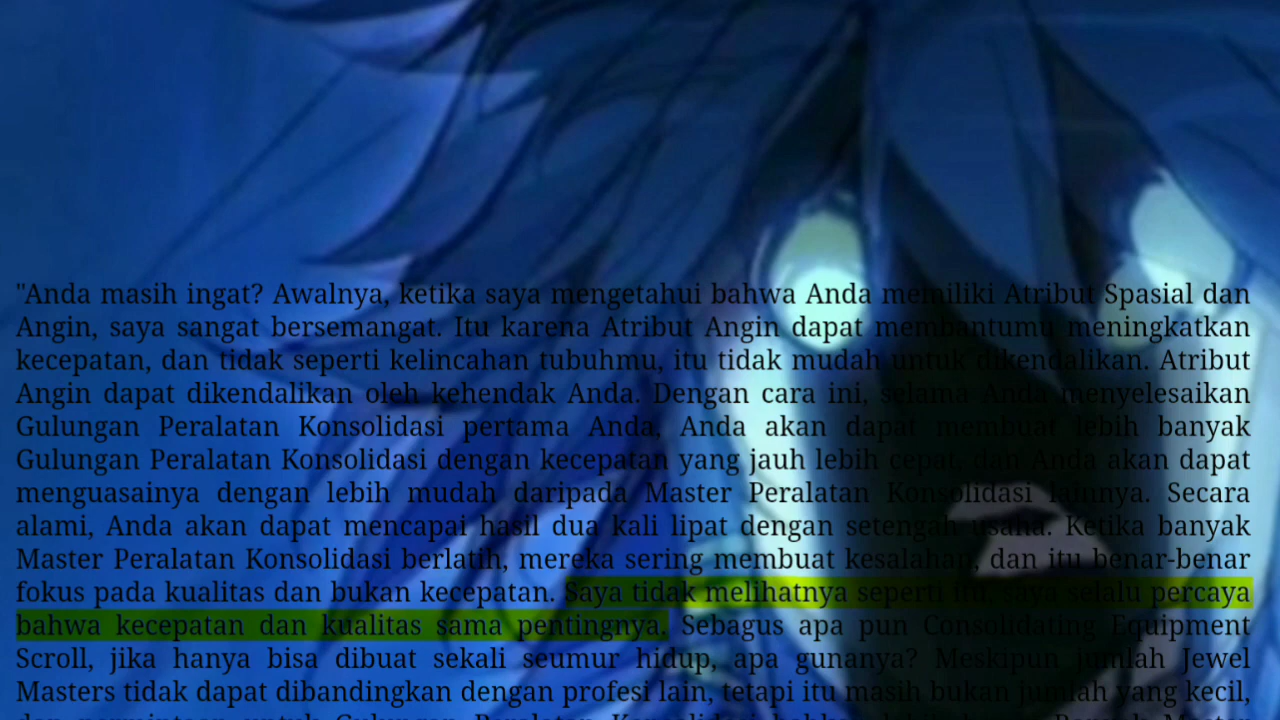 "Anda masih ingat? Awalnya, ketika saya mengetahui bahwa Anda memiliki Atribut Spasial dan
Angin, saya sangat bersemangat. Itu karena Atribut Angin dapat membantumu meningkatkan
kecepatan, dan tidak seperti kelincahan tubuhmu, itu tidak mudah untuk dikendalikan. Atribut
Angin dapat dikendalikan oleh kehendak Anda. Dengan cara ini, selama Anda menyelesaikan
Gulungan Peralatan Konsolidasi pertama Anda, Anda akan dapat membuat lebih banyak
Gulungan Peralatan Konsolidasi dengan kecepatan yang jauh lebih cepat, dan Anda akan dapat
menguasainya dengan lebih mudah daripada Master Peralatan Konsolidasi lainnya. Secara
alami, Anda akan dapat mencapai hasil dua kali lipat dengan setengah usaha. Ketika banyak
Master Peralatan Konsolidasi berlatih, mereka sering membuat kesalahan, dan itu benar-benar
fokus pada kualitas dan bukan kecepatan. Saya tidak melihatnya seperti ini. Saya selalu percaya
bahwa kecepatan dan kualitas sama pentingnya. Sebagus apa pun Consolidating Equipment
Scroll, jika hanya bisa dibuat sekali seumur hidup, apa gunanya? Meskipun jumlah Jewel
Masters tidak dapat dibandingkan dengan profesi lain, tetapi itu masih bukan jumlah yang kecil,